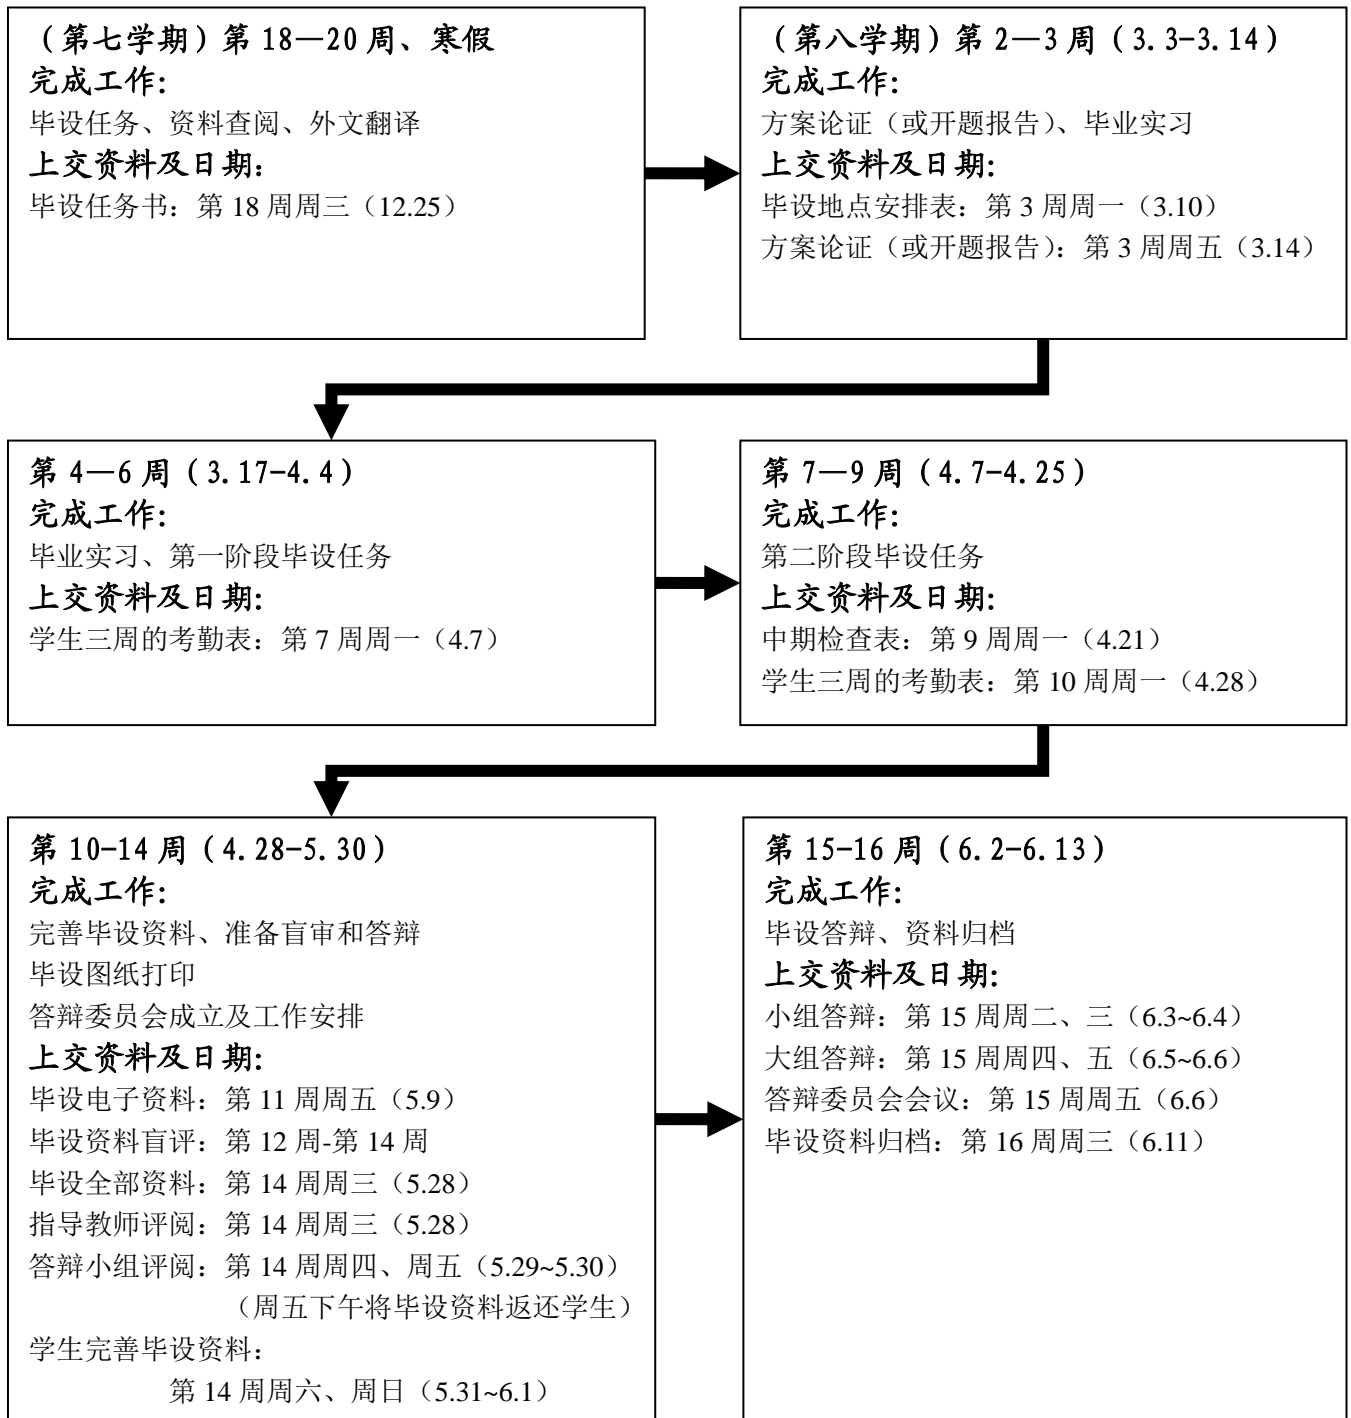 （第七学期）第 18—20 周、寒假
完成工作：
毕设任务、资料查阅、外文翻译
上交资料及日期：
毕设任务书：第 18 周周三（12.25）
（第八学期）第 2—3 周（3.3-3.14）
完成工作：
方案论证（或开题报告）、毕业实习
上交资料及日期：
毕设地点安排表：第 3 周周一（3.10）
方案论证（或开题报告）：第 3 周周五（3.14）
第 4—6 周（3.17-4.4）
完成工作：
毕业实习、第一阶段毕设任务
上交资料及日期：
学生三周的考勤表：第 7 周周一（4.7）
第 7—9 周（4.7-4.25）
完成工作：
第二阶段毕设任务
上交资料及日期：
中期检查表：第 9 周周一（4.21）
学生三周的考勤表：第 10 周周一（4.28）
第 10-14 周（4.28-5.30）
完成工作：
完善毕设资料、准备盲审和答辩
毕设图纸打印
答辩委员会成立及工作安排
上交资料及日期：
毕设电子资料：第 11 周周五（5.9）
毕设资料盲评：第 12 周-第 14 周
毕设全部资料：第 14 周周三（5.28）
指导教师评阅：第 14 周周三（5.28）
答辩小组评阅：第 14 周周四、周五（5.29~5.30）
（周五下午将毕设资料返还学生）
学生完善毕设资料：
第 14 周周六、周日（5.31~6.1）
第 15-16 周（6.2-6.13）
完成工作：
毕设答辩、资料归档
上交资料及日期：
小组答辩：第 15 周周二、三（6.3~6.4）
大组答辩：第 15 周周四、五（6.5~6.6）
答辩委员会会议：第 15 周周五（6.6）
毕设资料归档：第 16 周周三（6.11）